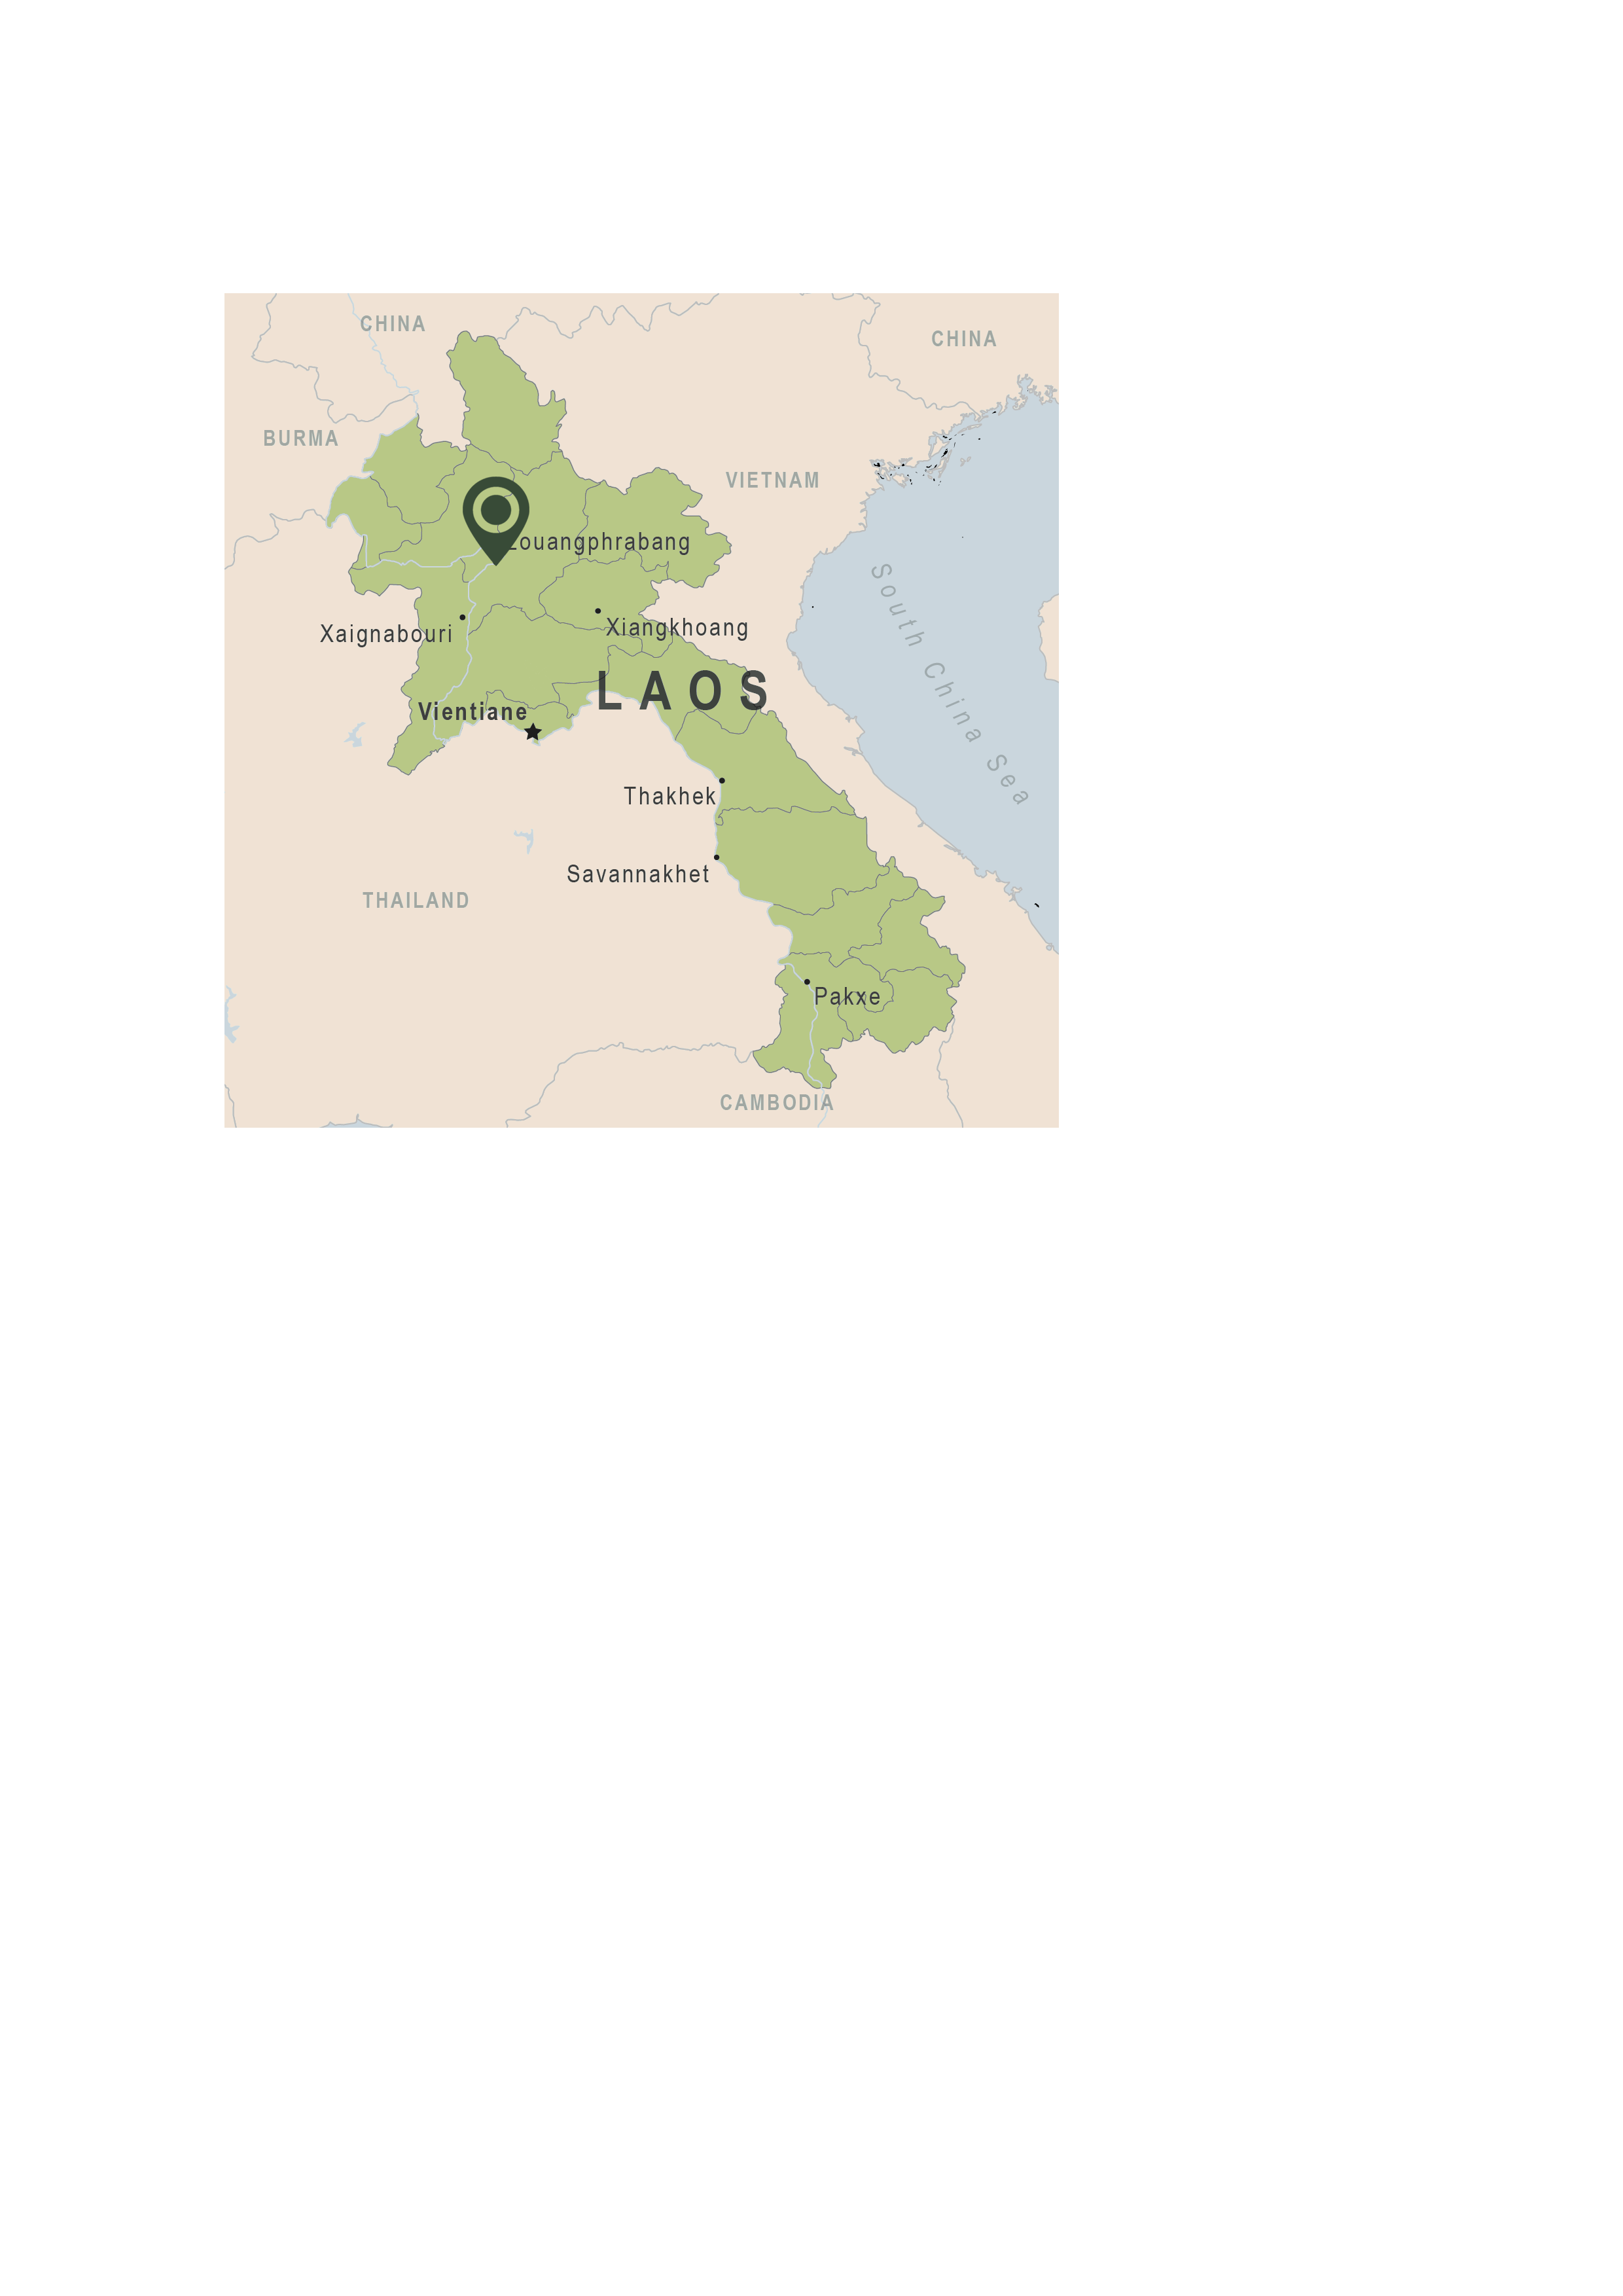 CHINA
CHINA
BURMA
VIETNAM
Louangphrabang
South China Sea
Xaignabouri
Xiangkhoang
LAOS
Vientiane
Thakhek
Savannakhet
THAILAND
Pakxe
CAMBODIA